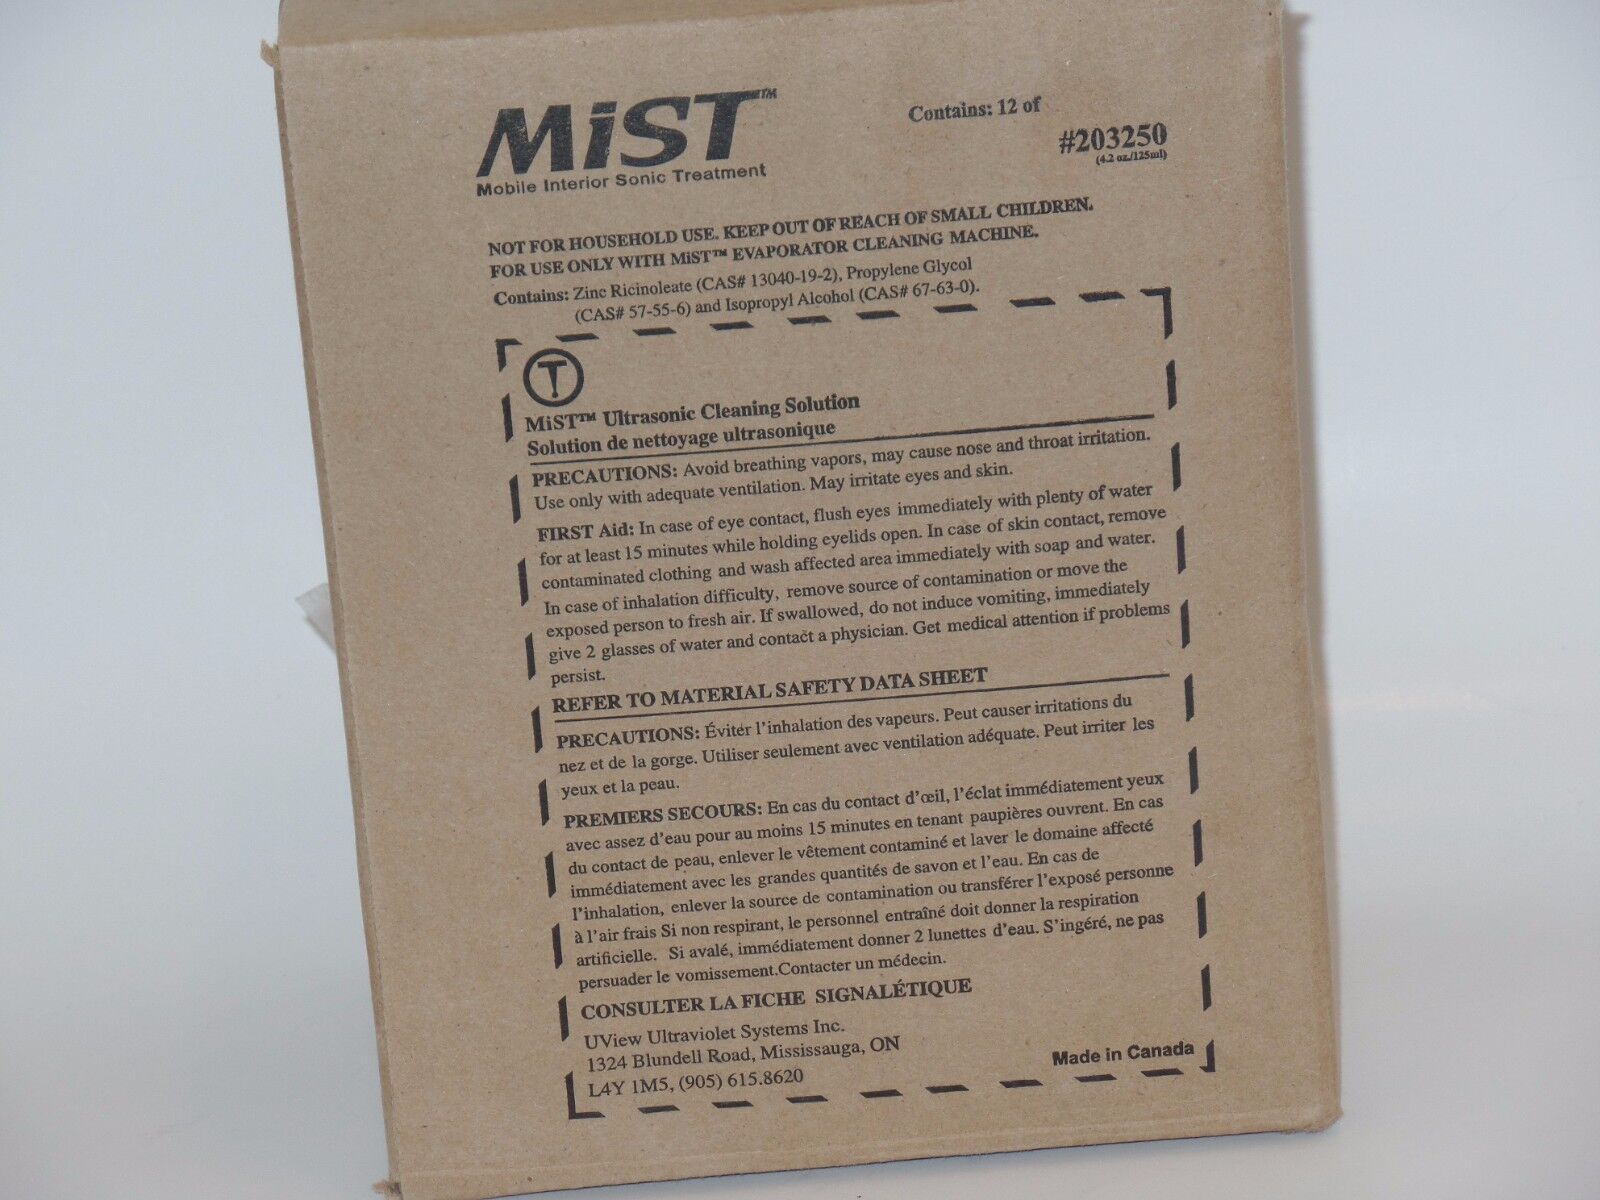 MiST™
Mobile Interior Sonic Treatment
Contains: 12 of
#203250
(4.2 oz./125ml)
NOT FOR HOUSEHOLD USE. KEEP OUT OF REACH OF SMALL CHILDREN.
FOR USE ONLY WITH MiST™ EVAPORATOR CLEANING MACHINE.
Contains: Zinc Ricinoleate (CAS# 13040-19-2), Propylene Glycol
(CAS# 57-55-6) and Isopropyl Alcohol (CAS# 67-63-0).
T
MiST™ Ultrasonic Cleaning Solution
Solution de nettoyage ultrasonique
PRECAUTIONS: Avoid breathing vapors, may cause nose and throat irritation.
Use only with adequate ventilation. May irritate eyes and skin.
FIRST Aid: In case of eye contact, flush eyes immediately with plenty of water
for at least 15 minutes while holding eyelids open. In case of skin contact, remove
contaminated clothing and wash affected area immediately with soap and water.
In case of inhalation difficulty, remove source of contamination or move the
exposed person to fresh air. If swallowed, do not induce vomiting, immediately
give 2 glasses of water and contact a physician. Get medical attention if problems
persist.
REFER TO MATERIAL SAFETY DATA SHEET
PRECAUTIONS: Éviter l'inhalation des vapeurs. Peut causer irritations du
nez et de la gorge. Utiliser seulement avec ventilation adéquate. Peut irriter les
yeux et la peau.
PREMIERS SECOURS: En cas du contact d'œil, l'éclat immédiatement yeux
avec assez d'eau pour au moins 15 minutes en tenant paupières ouvrent. En cas
du contact de peau, enlever le vêtement contaminé et laver le domaine affecté
immédiatement avec les grandes quantités de savon et l'eau. En cas de
l'inhalation, enlever la source de contamination ou transférer l'exposé personne
à l'air frais Si non respirant, le personnel entraîné doit donner la respiration
artificielle. Si avalé, immédiatement donner 2 lunettes d'eau. S'ingéré, ne pas
persuader le vomissement.Contacter un médecin.
CONSULTER LA FICHE SIGNALÉTIQUE
UView Ultraviolet Systems Inc.
1324 Blundell Road, Mississauga, ON
L4Y 1M5, (905) 615.8620
Made in Canada